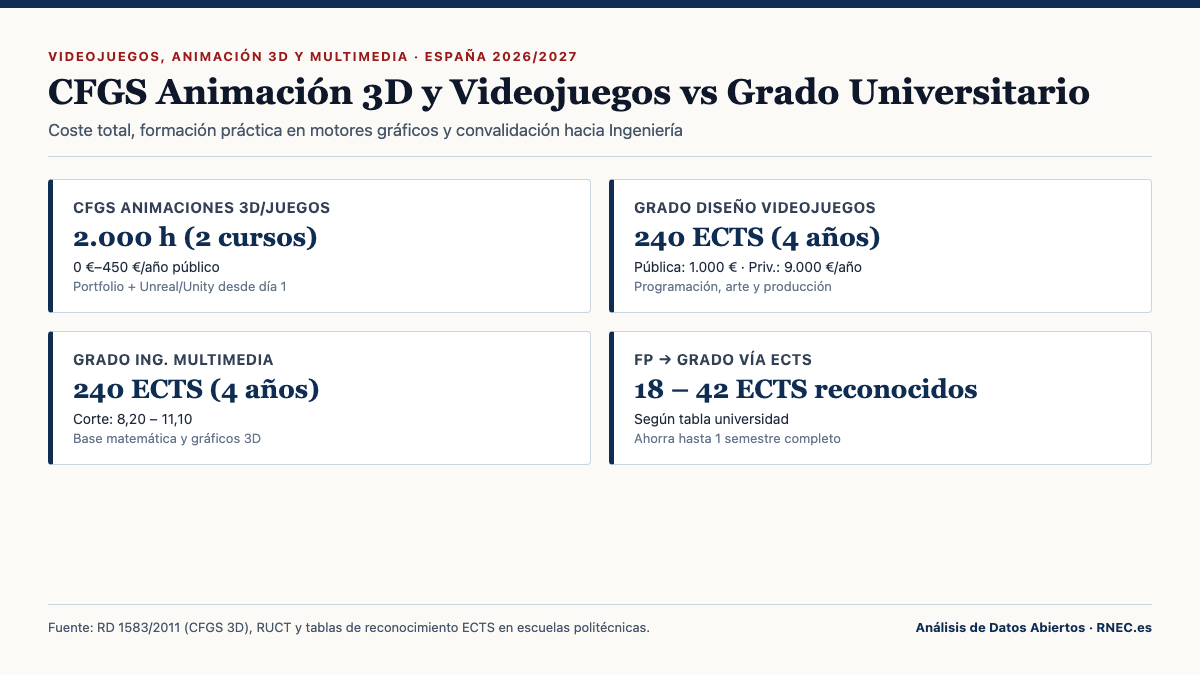 VIDEOJUEGOS, ANIMACIÓN 3D Y MULTIMEDIA · ESPAÑA 2026/2027
CFGS Animación 3D y Videojuegos vs Grado Universitario
Coste total, formación práctica en motores gráficos y convalidación hacia Ingeniería
CFGS ANIMACIONES 3D/JUEGOS
2.000 h (2 cursos)
0 €–450 €/año público
Portfolio + Unreal/Unity desde día 1
GRADO DISEÑO VIDEOJUEGOS
240 ECTS (4 años)
Pública: 1.000 € · Priv.: 9.000 €/año
Programación, arte y producción
GRADO ING. MULTIMEDIA
240 ECTS (4 años)
Corte: 8,20 – 11,10
Base matemática y gráficos 3D
FP → GRADO VÍA ECTS
18 – 42 ECTS reconocidos
Según tabla universidad
Ahorra hasta 1 semestre completo
Fuente: RD 1583/2011 (CFGS 3D), RUCT y tablas de reconocimiento ECTS en escuelas politécnicas.
Análisis de Datos Abiertos · RNEC.es